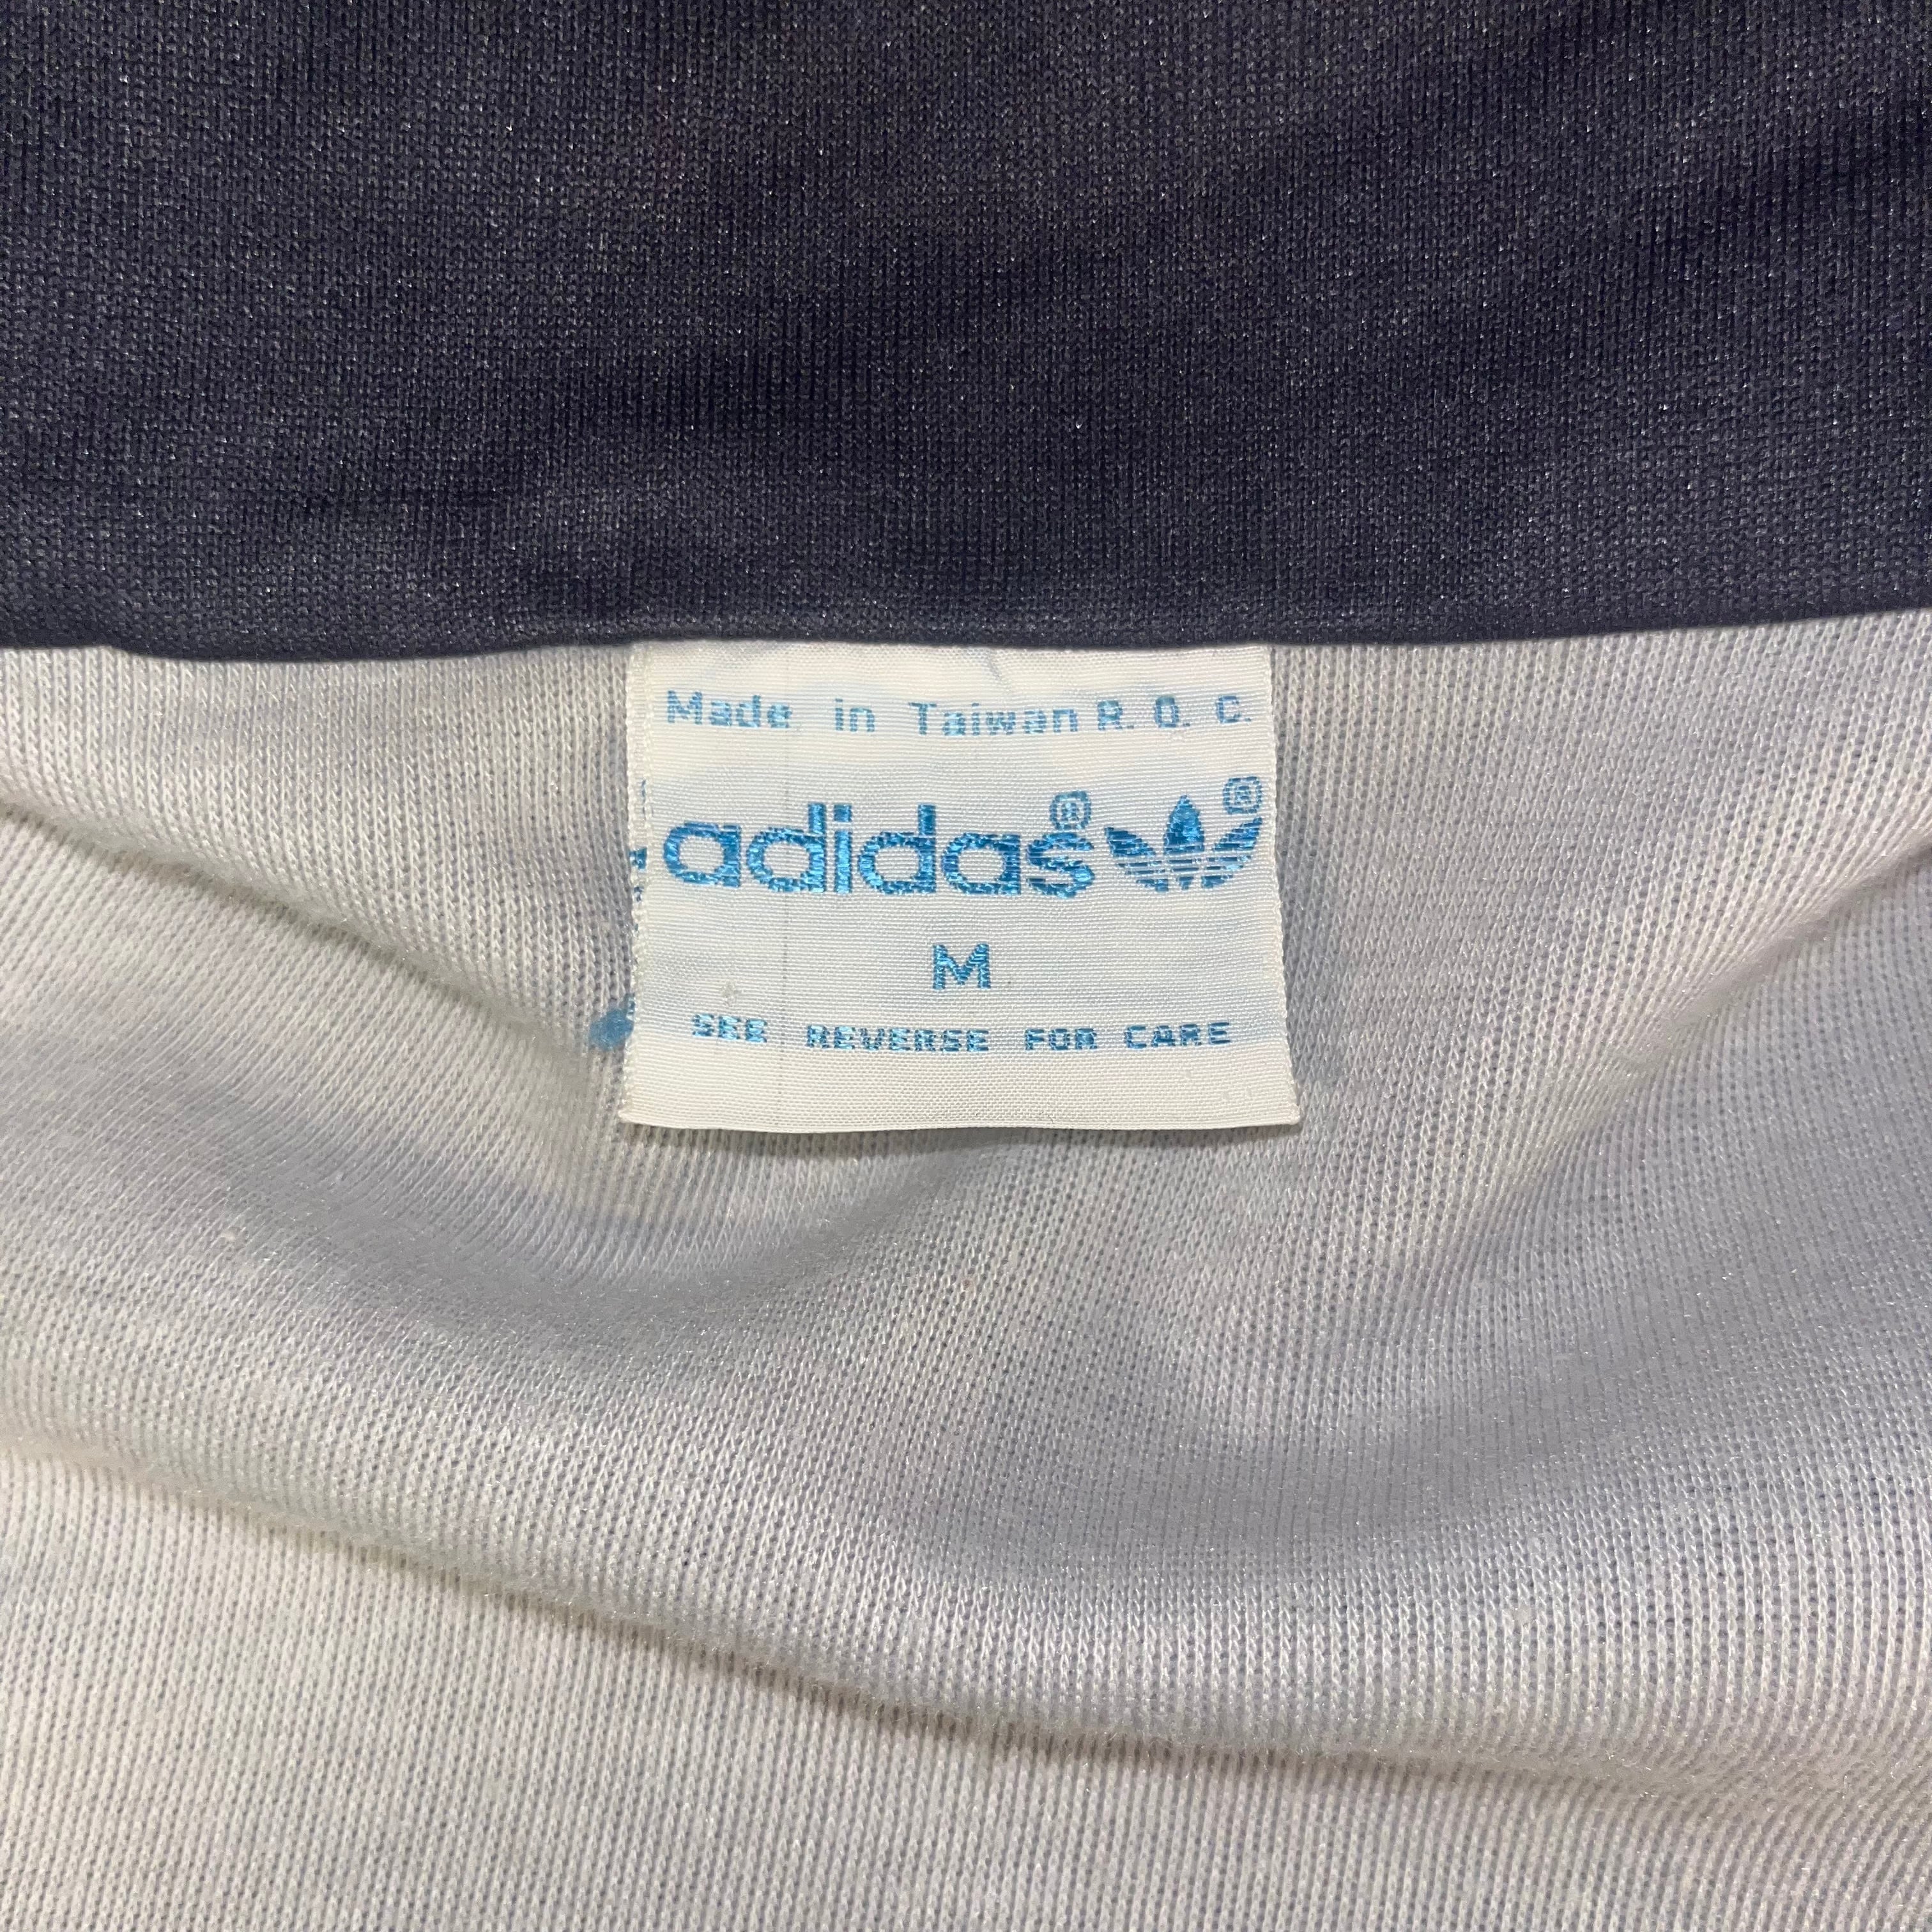 Made in Taiwan R. O. C.
adidas® ®
M
SEE REVERSE FOR CARE